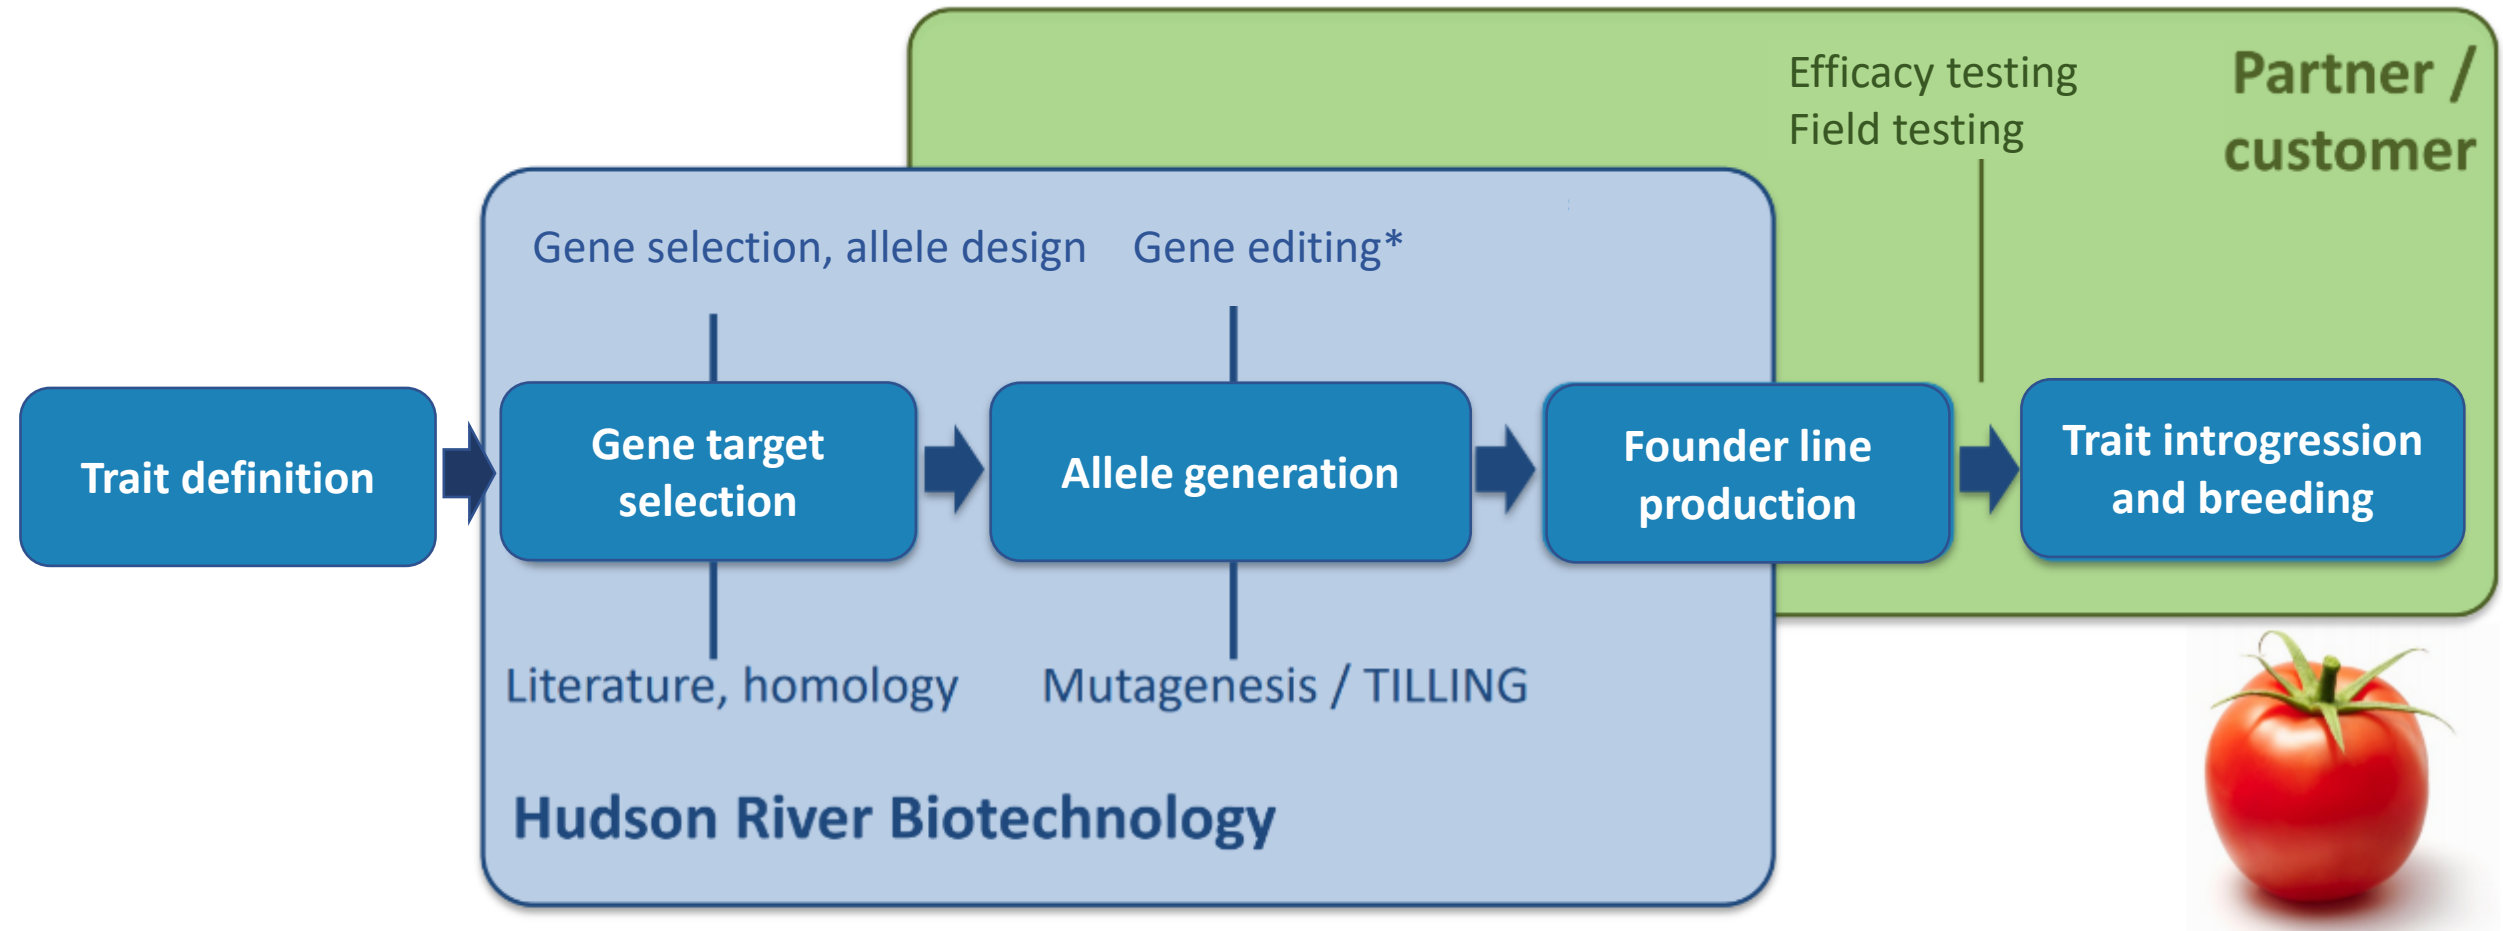 Efficacy testing
Field testing
Partner /
customer
Gene selection, allele design
Gene editing*
Trait definition
Gene target
selection
Allele generation
Founder line
production
Trait introgression
and breeding
Literature, homology
Mutagenesis / TILLING
Hudson River Biotechnology